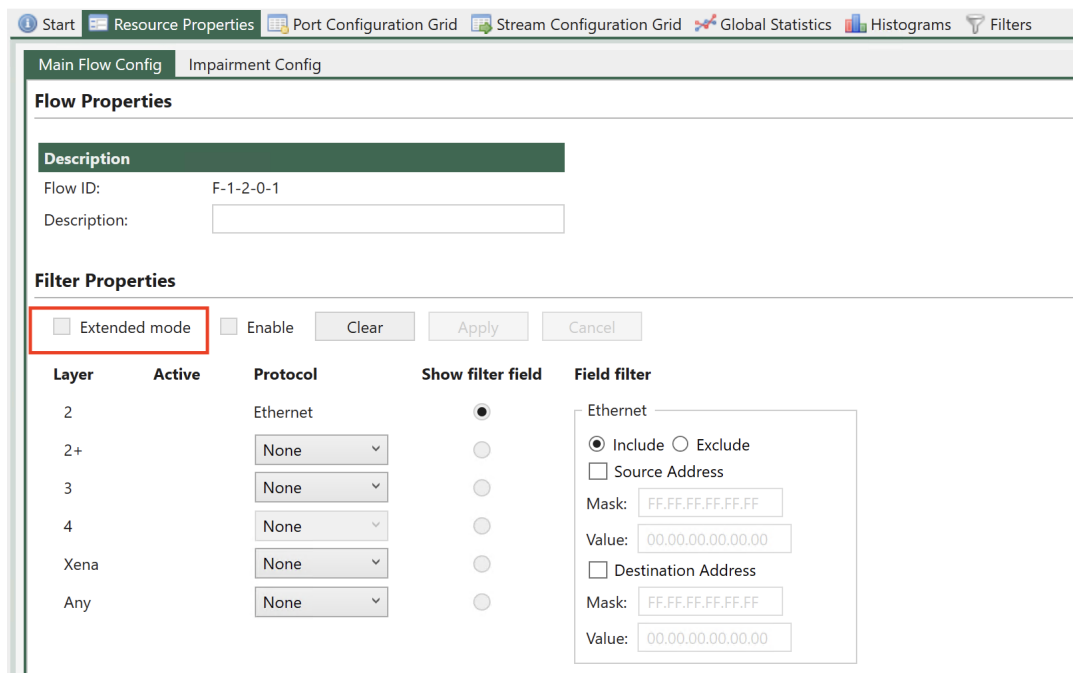 Start Resource Properties Port Configuration Grid Stream Configuration Grid Global Statistics Histograms Filters
Main Flow Config Impairment Config
Flow Properties
Description
Flow ID: F-1-2-0-1
Description:
Filter Properties
Extended mode Enable Clear Apply Cancel
Layer Active Protocol Show filter field Field filter
2 Ethernet
Ethernet
Include Exclude
2+ None
Source Address
3 None
Mask: FF.FF.FF.FF.FF.FF
4 None
Value: 00.00.00.00.00.00
Xena None
Destination Address
Any None
Mask: FF.FF.FF.FF.FF.FF
Value: 00.00.00.00.00.00